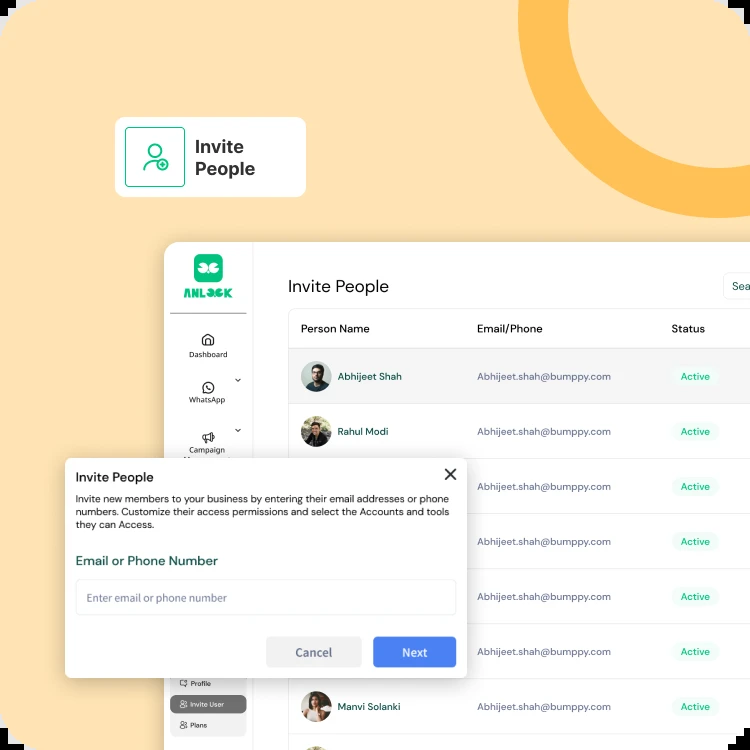 Invite
People
ANLOCK
Invite People
Sea
Person Name Email/Phone Status
Dashboard
Abhijeet Shah Abhijeet.shah@bumppy.com Active
WhatsApp
Rahul Modi Abhijeet.shah@bumppy.com Active
Campaign
Invite People
Invite new members to your business by entering their email addresses or phone
numbers. Customize their access permissions and select the Accounts and tools
they can Access.
Email or Phone Number
Enter email or phone number
Cancel Next
Abhijeet.shah@bumppy.com Active
Abhijeet.shah@bumppy.com Active
Abhijeet.shah@bumppy.com Active
Abhijeet.shah@bumppy.com Active
Profile
Invite User
Manvi Solanki Abhijeet.shah@bumppy.com Active
Plans